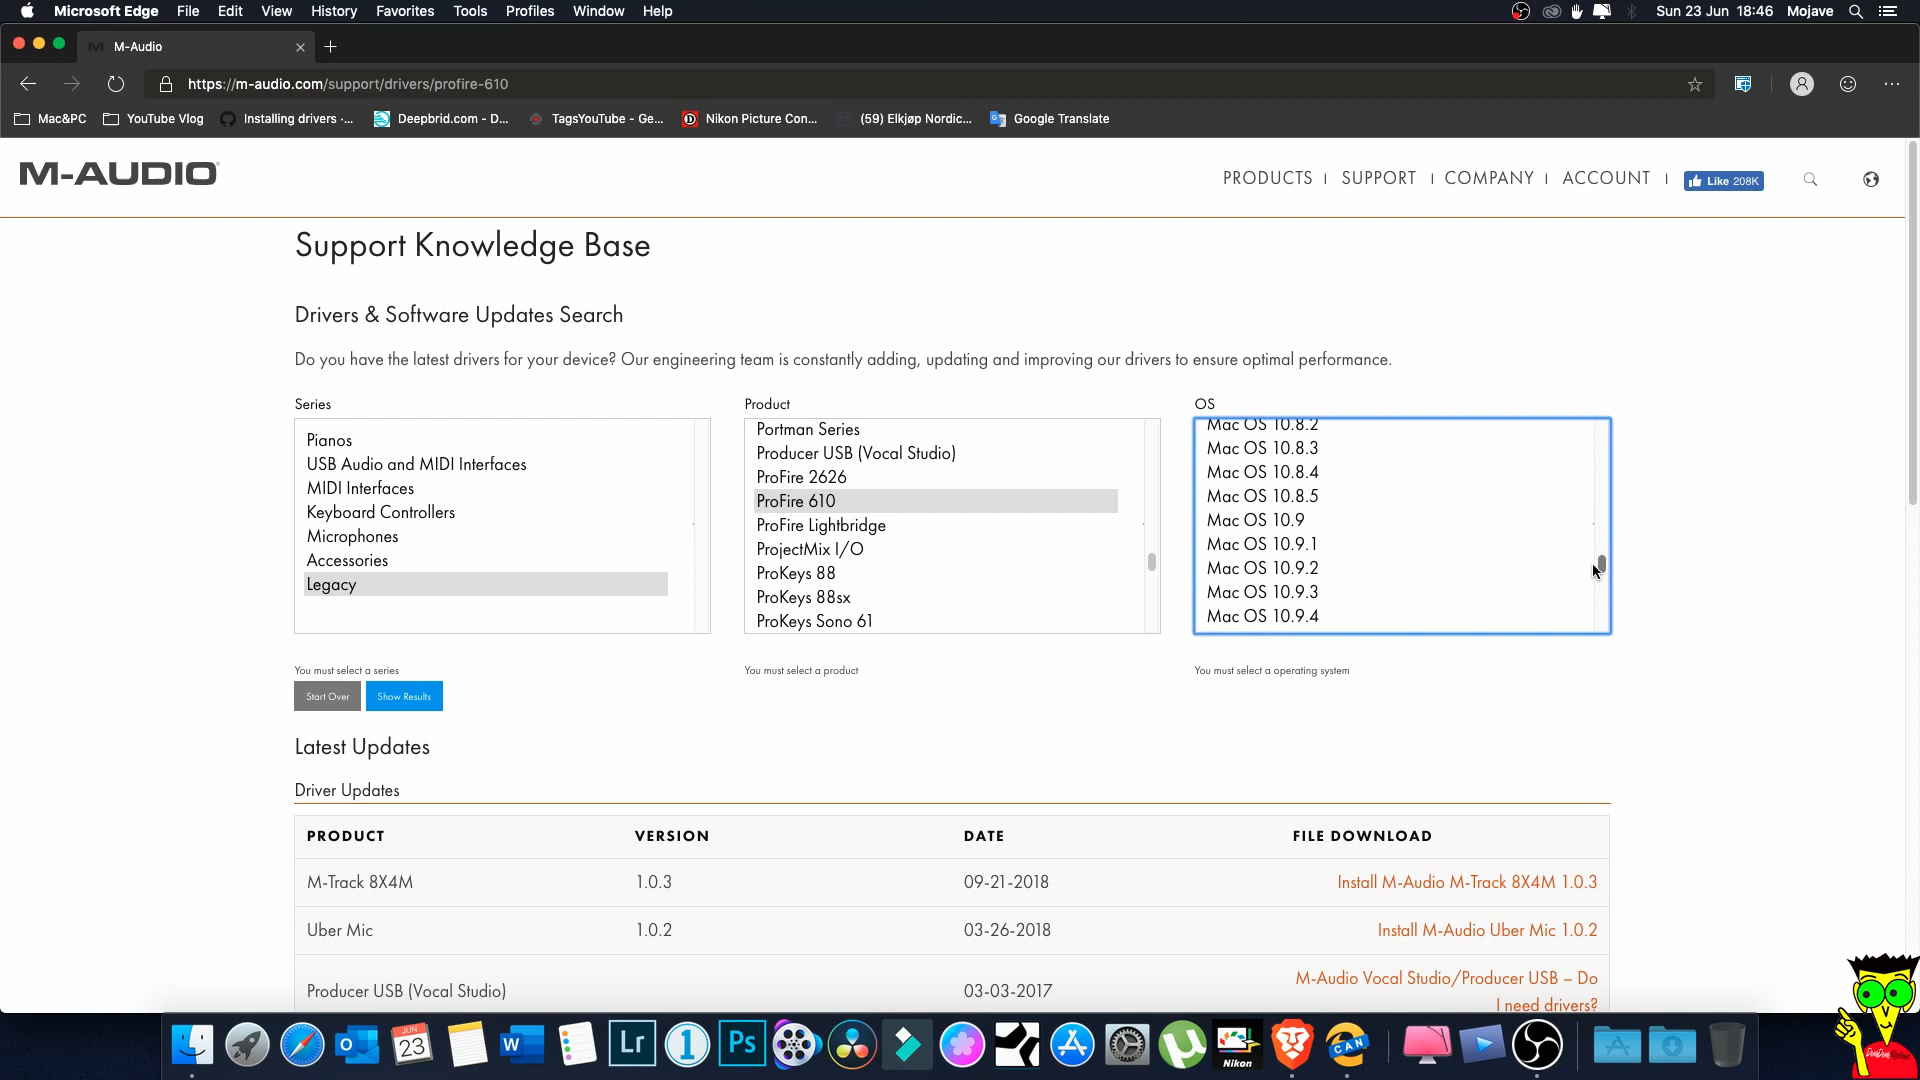 Microsoft Edge File Edit View History Favorites Tools Profiles Window Help Sun 23 Jun 18:46 Mojave
M-Audio
https://m-audio.com/support/drivers/profire-610
Mac&PC YouTube Vlog Installing drivers -... Deepbrid.com - D... TagsYouTube - Ge... Nikon Picture Con... (59) Elkjøp Nordic... Google Translate
M-AUDIO
PRODUCTS | SUPPORT | COMPANY | ACCOUNT | Like 208K
Support Knowledge Base
Drivers & Software Updates Search
Do you have the latest drivers for your device? Our engineering team is constantly adding, updating and improving our drivers to ensure optimal performance.
Series
Pianos
USB Audio and MIDI Interfaces
MIDI Interfaces
Keyboard Controllers
Microphones
Accessories
Legacy
You must select a series
Product
Portman Series
Producer USB (Vocal Studio)
ProFire 2626
ProFire 610
ProFire Lightbridge
ProjectMix I/O
ProKeys 88
ProKeys 88sx
ProKeys Sono 61
You must select a product
OS
Mac OS 10.8.2
Mac OS 10.8.3
Mac OS 10.8.4
Mac OS 10.8.5
Mac OS 10.9
Mac OS 10.9.1
Mac OS 10.9.2
Mac OS 10.9.3
Mac OS 10.9.4
You must select a operating system
Start Over Show Results
Latest Updates
Driver Updates
PRODUCT VERSION DATE FILE DOWNLOAD
M-Track 8X4M 1.0.3 09-21-2018 Install M-Audio M-Track 8X4M 1.0.3
Uber Mic 1.0.2 03-26-2018 Install M-Audio Uber Mic 1.0.2
Producer USB (Vocal Studio) 03-03-2017 M-Audio Vocal Studio/Producer USB – Do
I need drivers?
JUN
23
W
Lr
1
Ps
Nikon
CAN